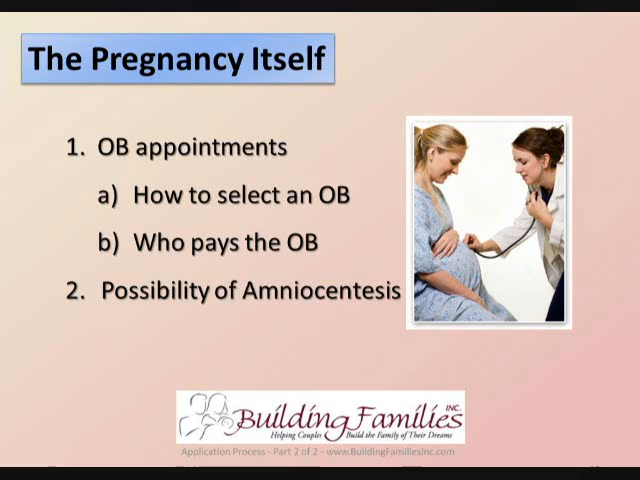 The Pregnancy Itself
1. OB appointments
a) How to select an OB
b) Who pays the OB
2. Possibility of Amniocentesis
Building Families INC.
Helping Couples Build the Family of Their Dreams
Application Process - Part 2 of 2 - www.BuildingFamiliesInc.com